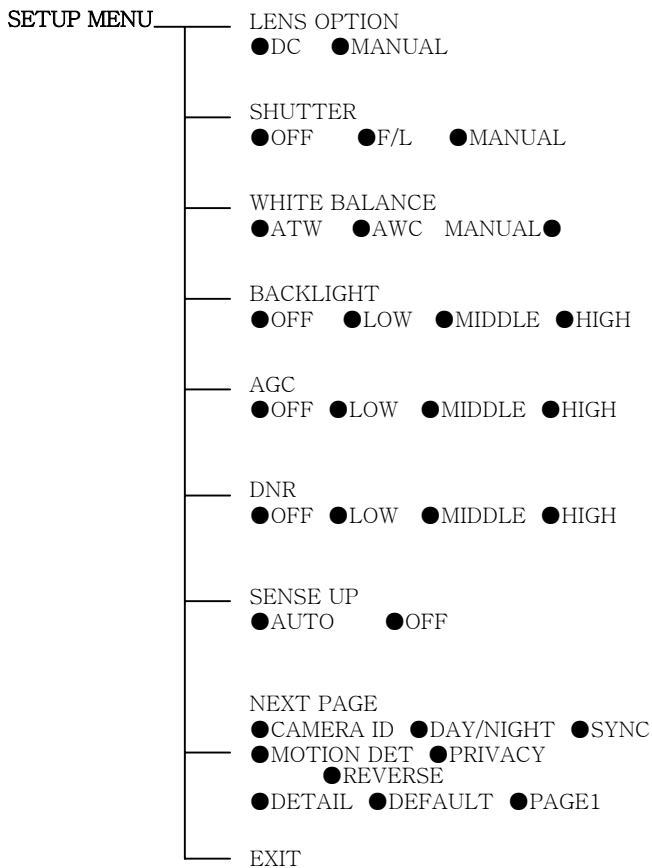 SETUP MENU
LENS OPTION
●DC ●MANUAL
SHUTTER
●OFF ●F/L ●MANUAL
WHITE BALANCE
●ATW ●AWC MANUAL●
BACKLIGHT
●OFF ●LOW ●MIDDLE ●HIGH
AGC
●OFF ●LOW ●MIDDLE ●HIGH
DNR
●OFF ●LOW ●MIDDLE ●HIGH
SENSE UP
●AUTO ●OFF
NEXT PAGE
●CAMERA ID ●DAY/NIGHT ●SYNC
●MOTION DET ●PRIVACY
●REVERSE
●DETAIL ●DEFAULT ●PAGE1
EXIT